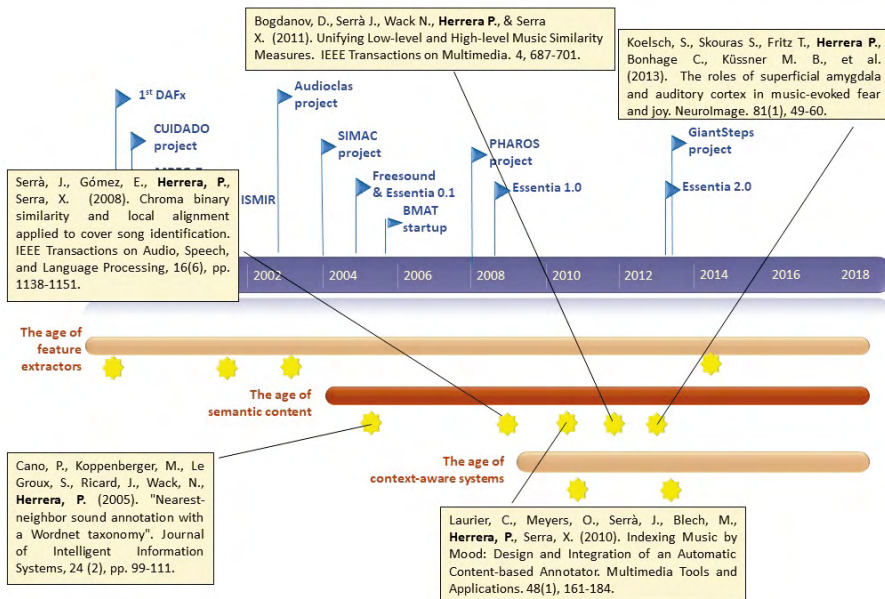 Bogdanov, D., Serrà J., Wack N., Herrera P., & Serra
X. (2011). Unifying Low-level and High-level Music Similarity
Measures. IEEE Transactions on Multimedia. 4, 687-701.
Koelsch, S., Skouras S., Fritz T., Herrera P.,
Bonhage C., Küssner M. B., et al.
(2013). The roles of superficial amygdala
and auditory cortex in music-evoked fear
and joy. NeuroImage. 81(1), 49-60.
1st DAFx
CUIDADO
project
Audioclas
project
SIMAC
project
Freesound
& Essentia 0.1
BMAT
startup
PHAROS
project
Essentia 1.0
GiantSteps
project
Essentia 2.0
ISMIR
Serrà, J., Gómez, E., Herrera, P.,
Serra, X. (2008). Chroma binary
similarity and local alignment
applied to cover song identification.
IEEE Transactions on Audio, Speech,
and Language Processing, 16(6), pp.
1138-1151.
2002 2004 2006 2008 2010 2012 2014 2016 2018
The age of
feature
extractors
The age of
semantic content
The age of
context-aware systems
Cano, P., Koppenberger, M., Le
Groux, S., Ricard, J., Wack, N.,
Herrera, P. (2005). "Nearest-
neighbor sound annotation with
a Wordnet taxonomy". Journal
of Intelligent Information
Systems, 24 (2), pp. 99-111.
Laurier, C., Meyers, O., Serrà, J., Blech, M.,
Herrera, P., Serra, X. (2010). Indexing Music by
Mood: Design and Integration of an Automatic
Content-based Annotator. Multimedia Tools and
Applications. 48(1), 161-184.